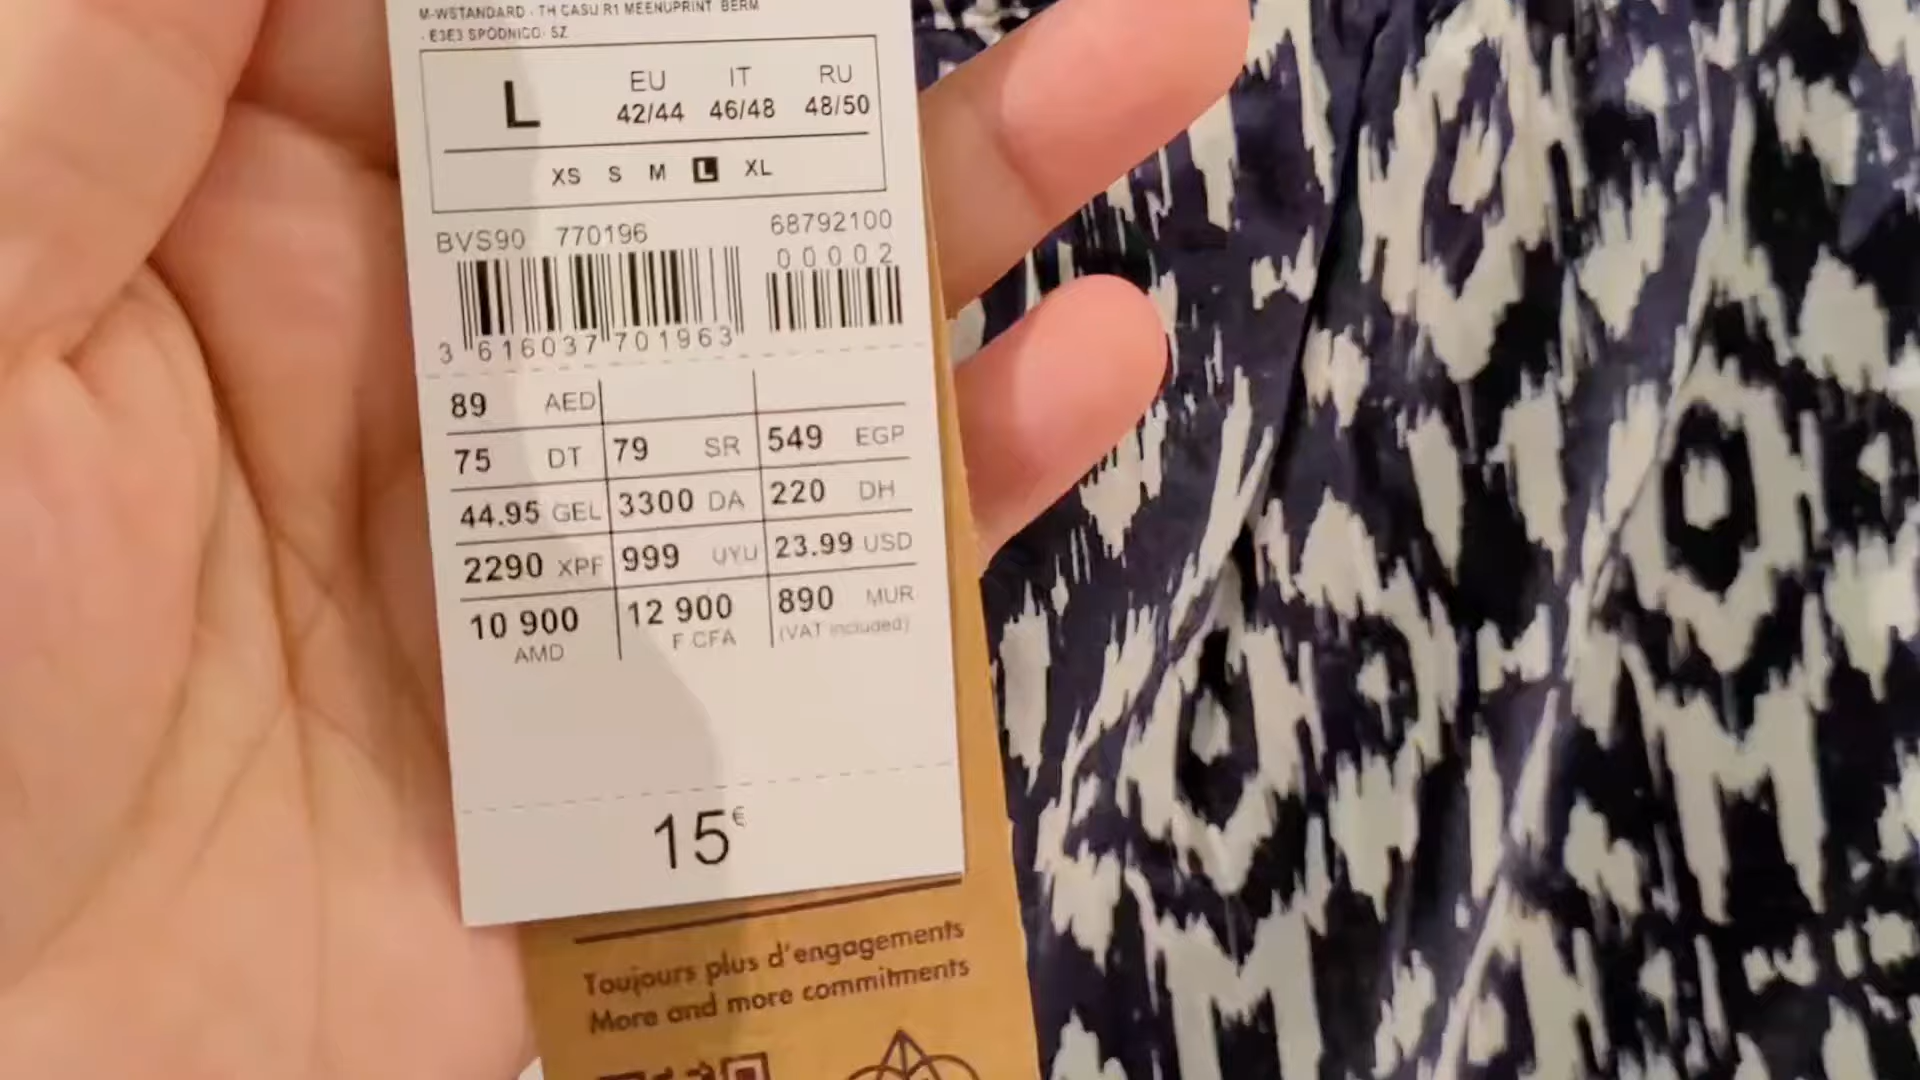 M-WSTANDARD - TH CASU R1 MEENUPRINT BERM
- E3E3 SPÓDNICO- SZ
L EU IT RU
42/44 46/48 48/50
XS S M L XL
BVS90 770196 68792100
00002
3 616037 701963
89 AED
75 DT 79 SR 549 EGP
44.95 GEL 3300 DA 220 DH
2290 XPF 999 UYU 23.99 USD
10 900 12 900 890 MUR
AMD F CFA (VAT included)
15€
Toujours plus d'engagements
More and more commitments